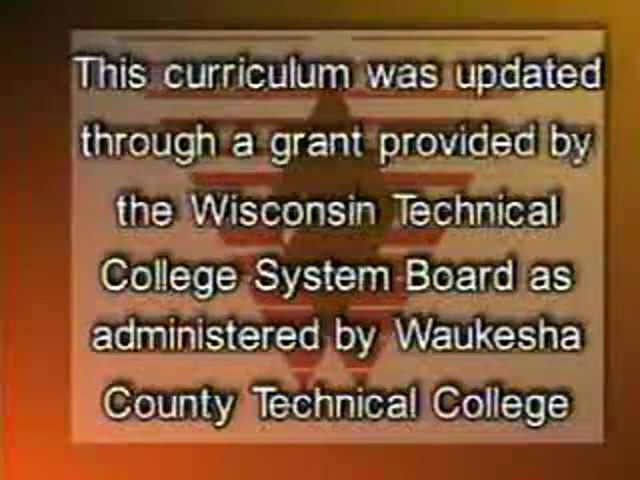 This curriculum was updated
through a grant provided by
the Wisconsin Technical
College System Board as
administered by Waukesha
County Technical College